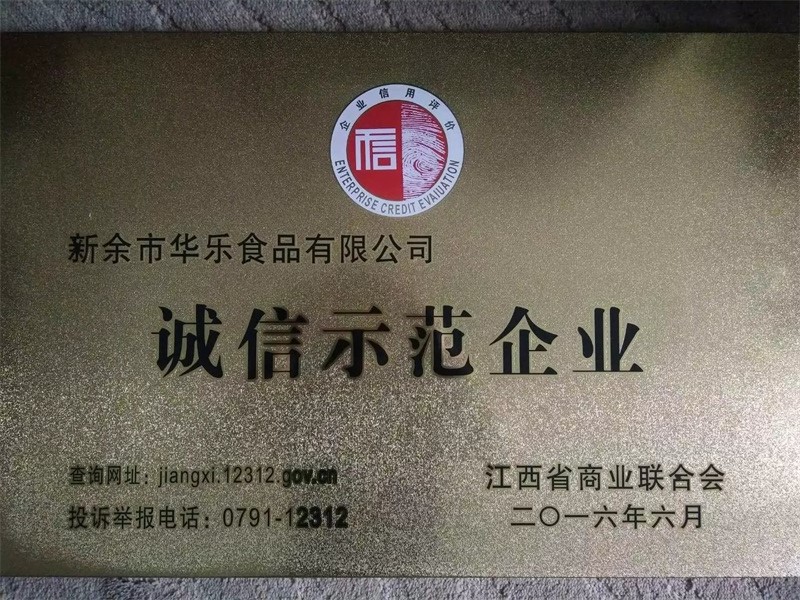 企业信用评价
信
ENTERPRISE CREDIT EVAIUATION
新余市华乐食品有限公司
诚信示范企业
查询网址：jiangxi.12312.gov.cn
江西省商业联合会
投诉举报电话：0791-12312
二〇一六年六月